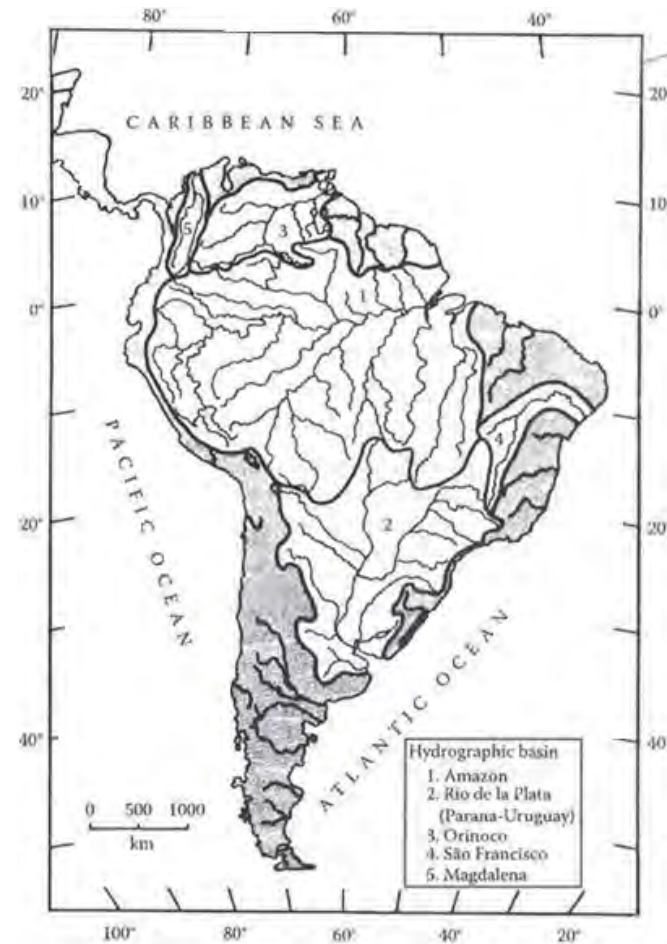 80° 60° 40°
20° 20
CARIBBEAN SEA
10° 10
5
3
1
0° 0°
4
PACIFIC OCEAN
20° 20
2
ATLANTIC OCEAN
40° 40
Hydrographic basin
1. Amazon
2. Rio de la Plata
(Parana-Uruguay)
3. Orinoco
4. São Francisco
5. Magdalena
0 500 1000
km
100° 80° 60° 40° 20°